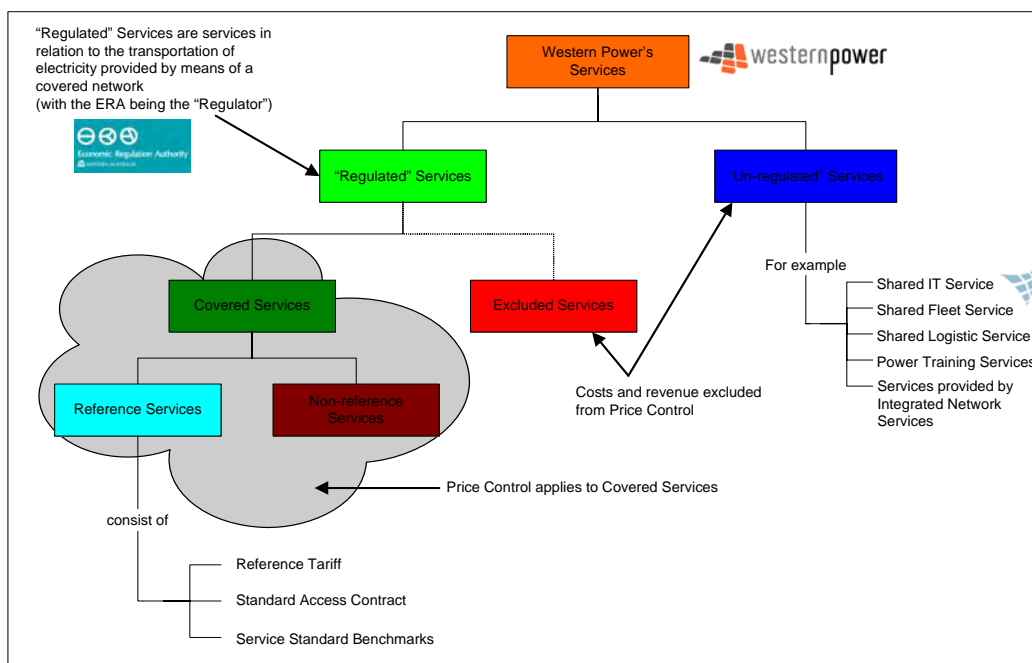 “Regulated” Services are services in
relation to the transportation of
electricity provided by means of a
covered network
(with the ERA being the “Regulator”)
Western Power's
Services
westernpower
Economic Regulation Authority
WESTERN AUSTRALIA
“Regulated” Services
“Un-regulated” Services
For example
Shared IT Service
Shared Fleet Service
Shared Logistic Service
Power Training Services
Services provided by
Integrated Network
Services
Covered Services
Excluded Services
Costs and revenue excluded
from Price Control
Reference Services
Non-reference
Services
Price Control applies to Covered Services
consist of
Reference Tariff
Standard Access Contract
Service Standard Benchmarks